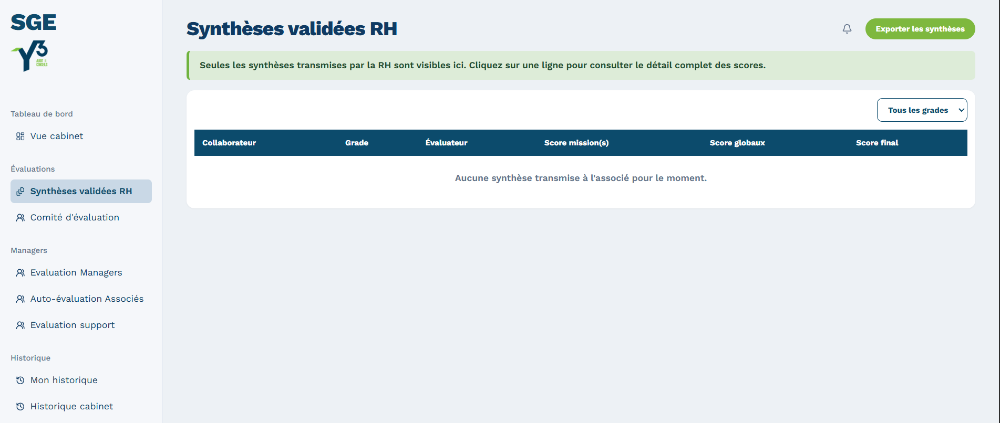 SGE
Y3
AUDIT &
CONSEILS
Tableau de bord
Vue cabinet
Évaluations
Synthèses validées RH
Comité d'évaluation
Managers
Evaluation Managers
Auto-évaluation Associés
Evaluation support
Historique
Mon historique
Historique cabinet
Synthèses validées RH
Exporter les synthèses
Seules les synthèses transmises par la RH sont visibles ici. Cliquez sur une ligne pour consulter le détail complet des scores.
Tous les grades
Collaborateur Grade Évaluateur Score mission(s) Score globaux Score final
Aucune synthèse transmise à l'associé pour le moment.